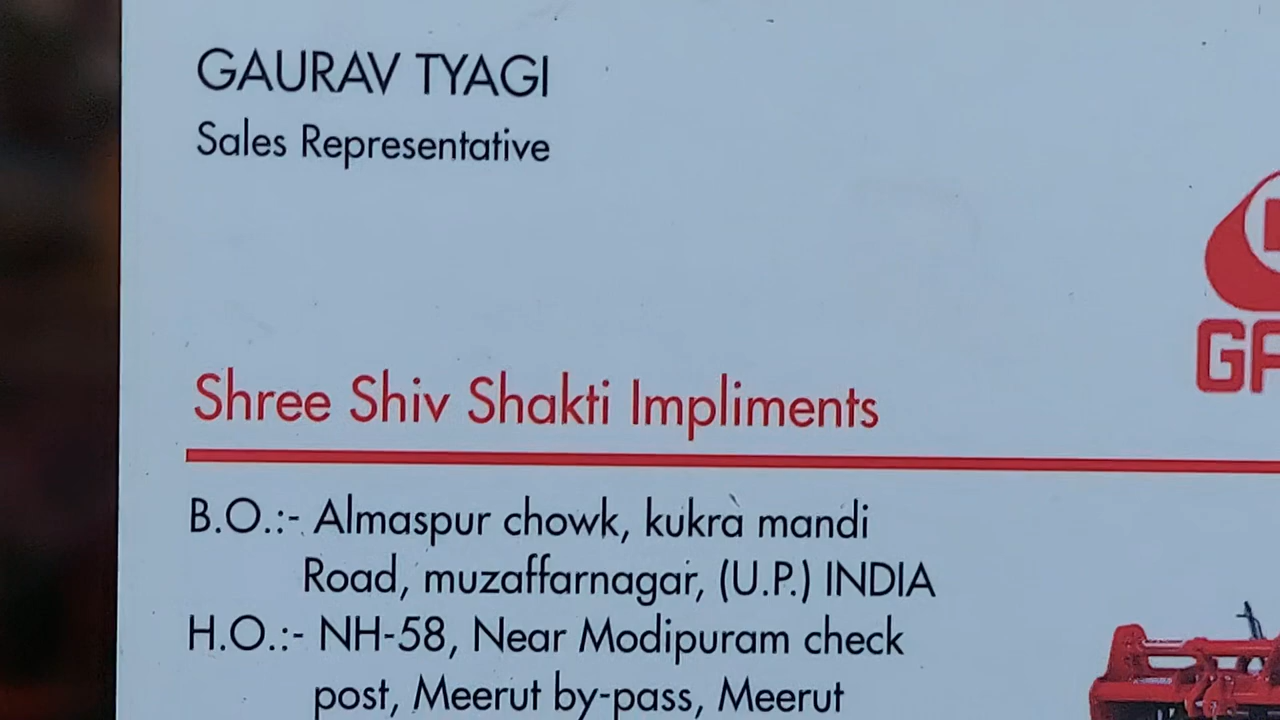 GAURAV TYAGI
Sales Representative
Shree Shiv Shakti Impliments
B.O.:- Almaspur chowk, kukra mandi
Road, muzaffarnagar, (U.P.) INDIA
H.O.:- NH-58, Near Modipuram check
post, Meerut by-pass, Meerut